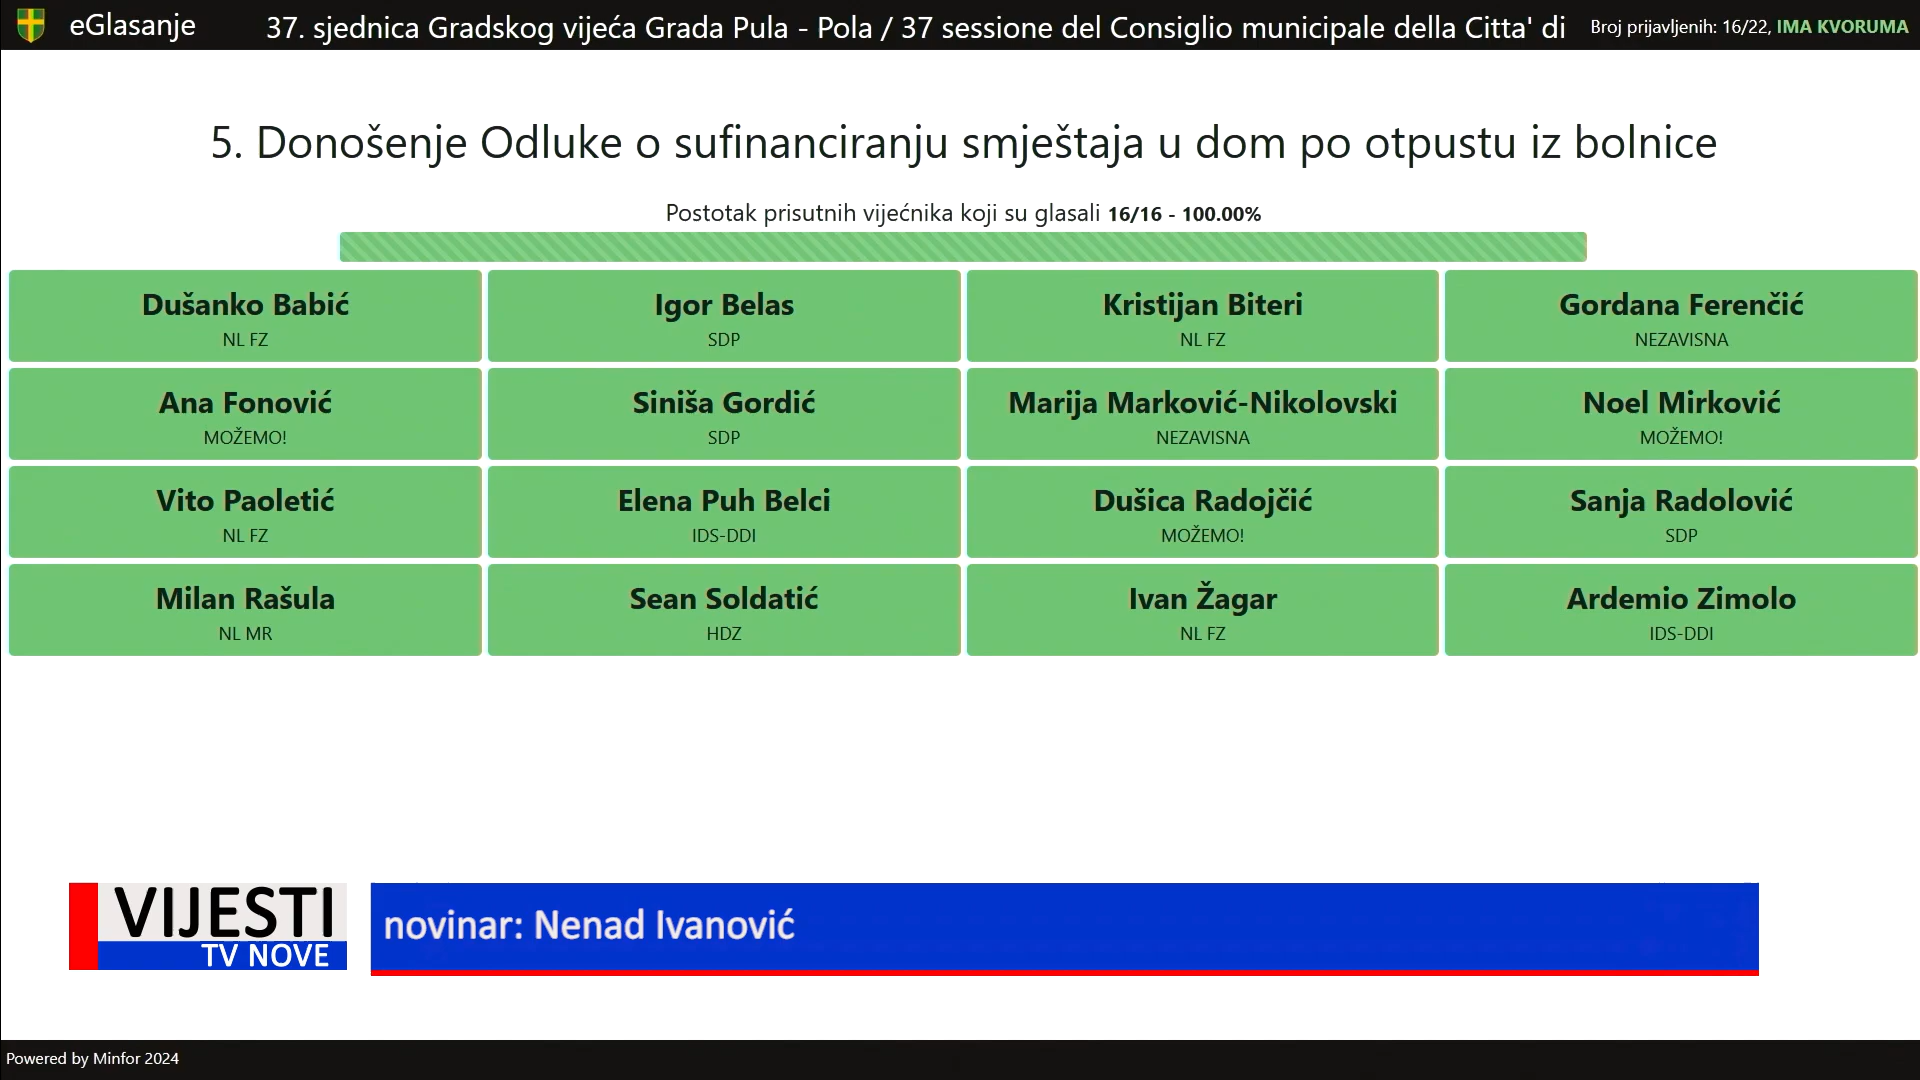 eGlasanje
37. sjednica Gradskog vijeća Grada Pula - Pola / 37 sessione del Consiglio municipale della Citta' di
Broj prijavljenih: 16/22, IMA KVORUMA
5. Donošenje Odluke o sufinanciranju smještaja u dom po otpustu iz bolnice
Postotak prisutnih vijećnika koji su glasali 16/16 - 100.00%
Dušanko Babić
NL FZ
Igor Belas
SDP
Kristijan Biteri
NL FZ
Gordana Ferenčić
NEZAVISNA
Ana Fonović
MOŽEMO!
Siniša Gordić
SDP
Marija Marković-Nikolovski
NEZAVISNA
Noel Mirković
MOŽEMO!
Vito Paoletić
NL FZ
Elena Puh Belci
IDS-DDI
Dušica Radojčić
MOŽEMO!
Sanja Radolović
SDP
Milan Rašula
NL MR
Sean Soldatić
HDZ
Ivan Žagar
NL FZ
Ardemio Zimolo
IDS-DDI
VIJESTI
TV NOVE
novinar: Nenad Ivanović
Powered by Minfor 2024